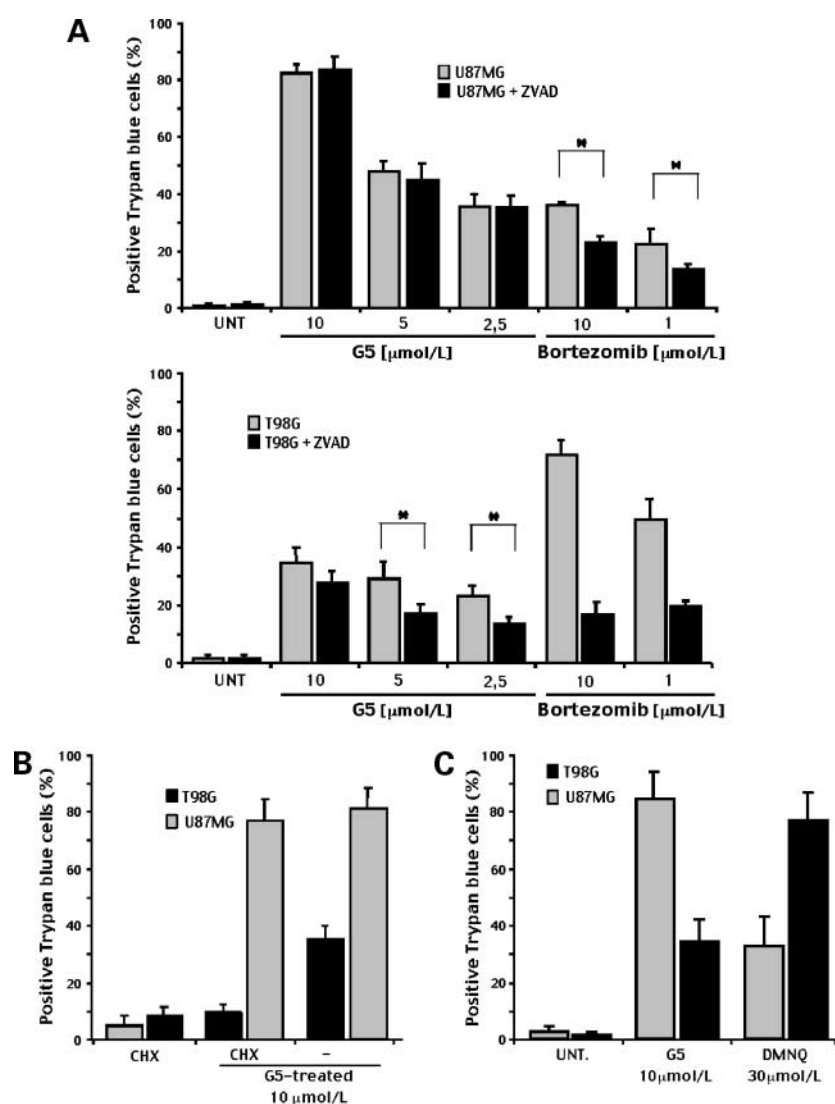 A
Positive Trypan blue cells (%)
100
80
60
40
20
0
U87MG
U87MG + ZVAD
* *
UNT 10 5 2,5 10 1
G5 [μmol/L] Bortezomib [μmol/L]
Positive Trypan blue cells (%)
100
80
60
40
20
0
T98G
T98G + ZVAD
* *
UNT 10 5 2,5 10 1
G5 [μmol/L] Bortezomib [μmol/L]
B
Positive Trypan blue cells (%)
100
80
60
40
20
0
T98G
U87MG
CHX CHX –
G5-treated
10 μmol/L
C
Positive Trypan blue cells (%)
100
80
60
40
20
0
T98G
U87MG
UNT. G5 DMNQ
10μmol/L 30μmol/L